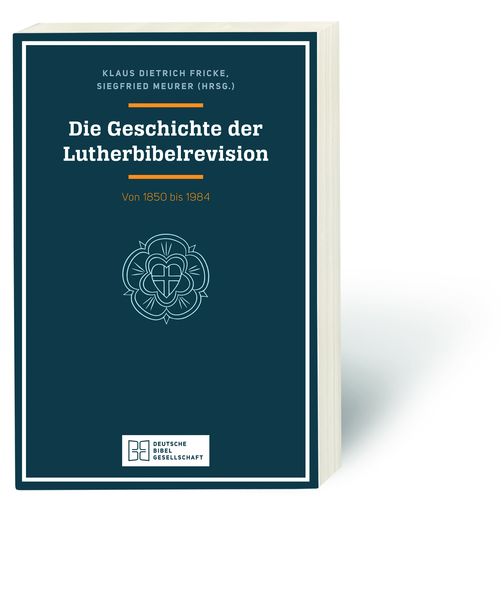 KLAUS DIETRICH FRICKE,
SIEGFRIED MEURER (HRSG.)
Die Geschichte der
Lutherbibelrevision
Von 1850 bis 1984
DEUTSCHE
BIBEL
GESELLSCHAFT